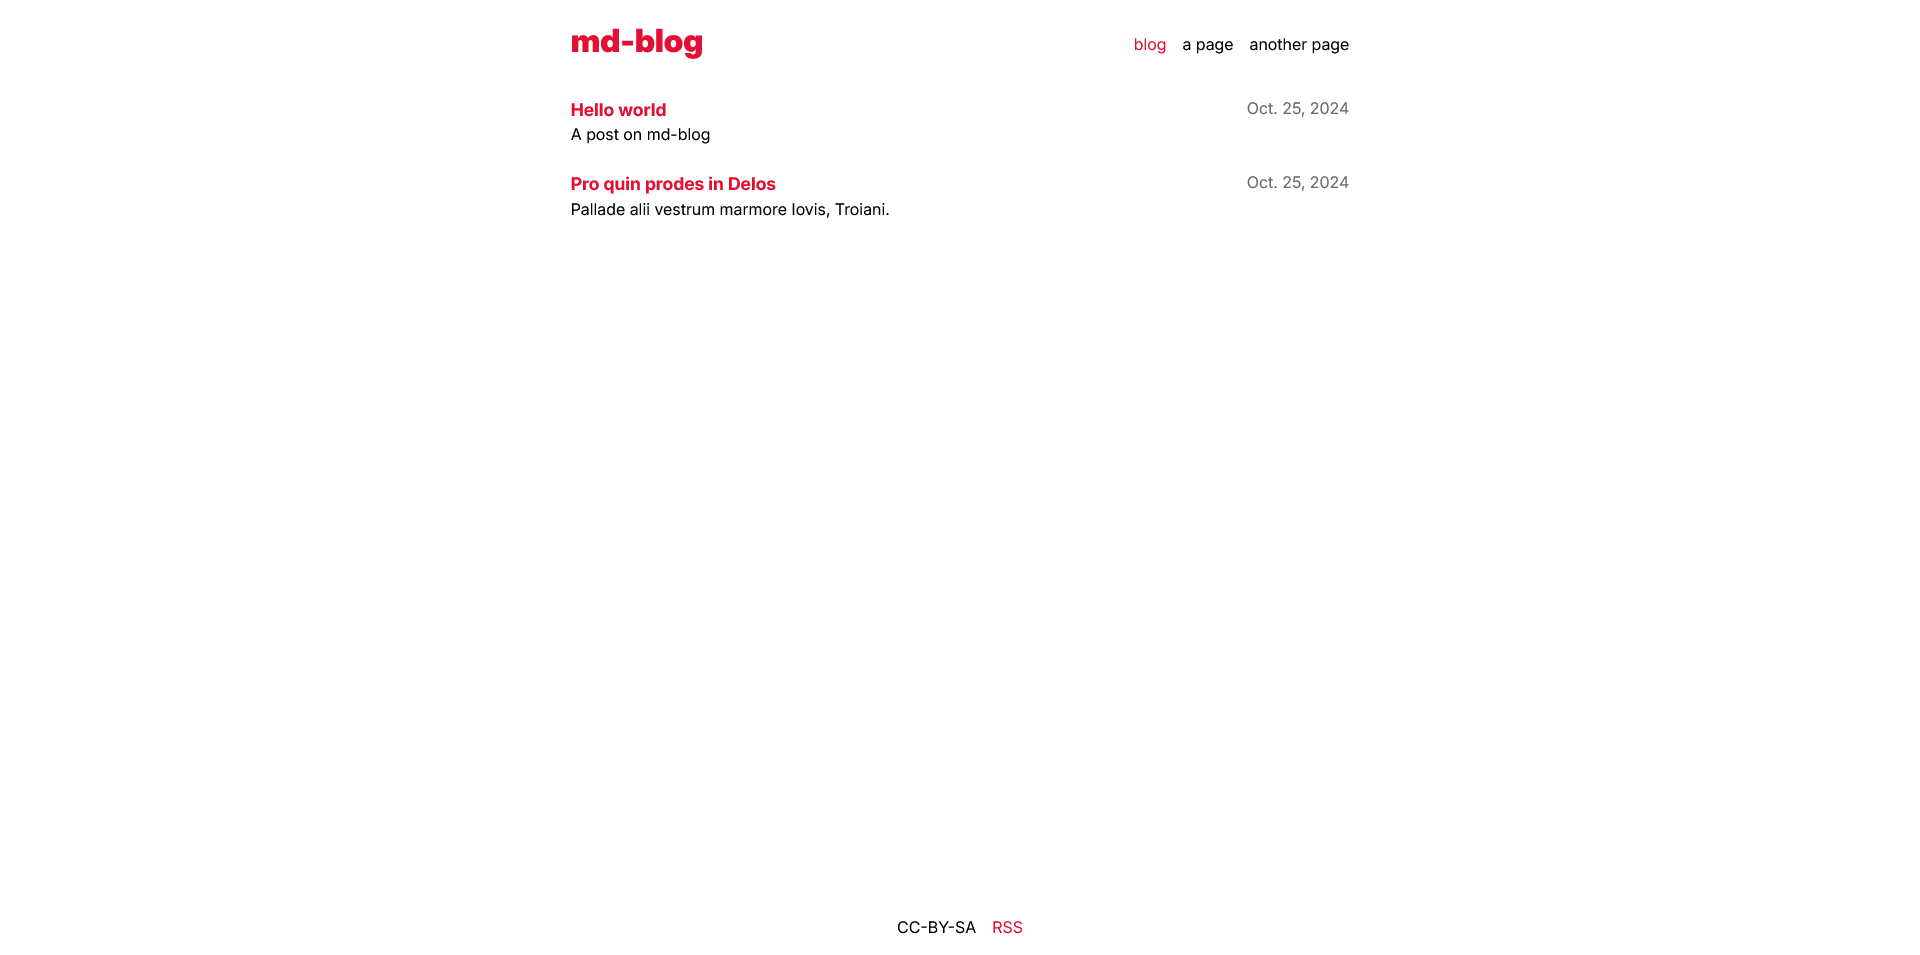 md-blog
blog a page another page
Hello world
Oct. 25, 2024
A post on md-blog
Pro quin prodes in Delos
Oct. 25, 2024
Pallade alii vestrum marmore Iovis, Troiani.
CC-BY-SA RSS